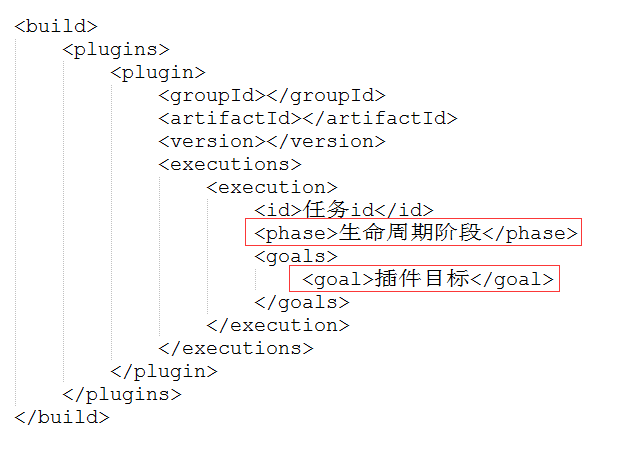 <build>
<plugins>
<plugin>
<groupId></groupId>
<artifactId></artifactId>
<version></version>
<executions>
<execution>
<id>任务id</id>
<phase>生命周期阶段</phase>
<goals>
<goal>插件目标</goal>
</goals>
</execution>
</executions>
</plugin>
</plugins>
</build>